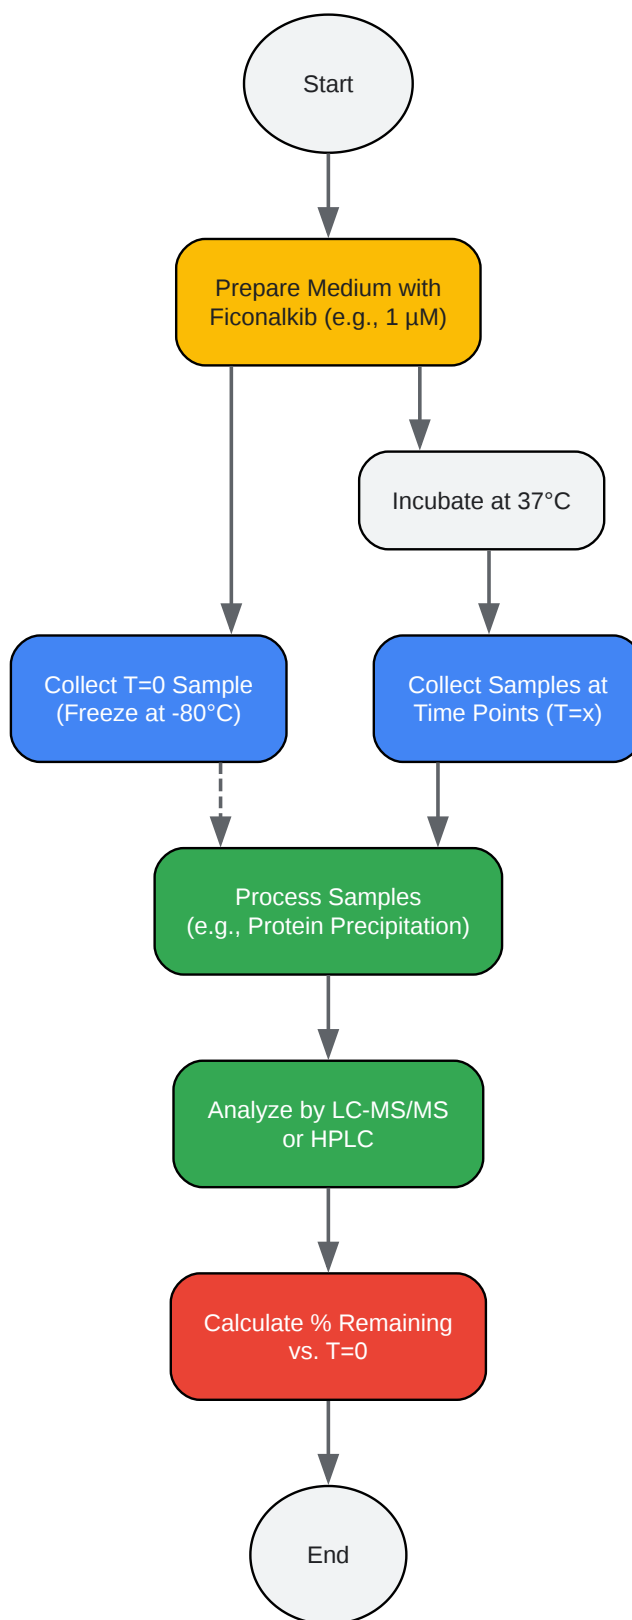 Start
Prepare Medium with
Ficonalkib (e.g., 1 µM)
Incubate at 37°C
Collect T=0 Sample
(Freeze at -80°C)
Collect Samples at
Time Points (T=x)
Process Samples
(e.g., Protein Precipitation)
Analyze by LC-MS/MS
or HPLC
Calculate % Remaining
vs. T=0
End